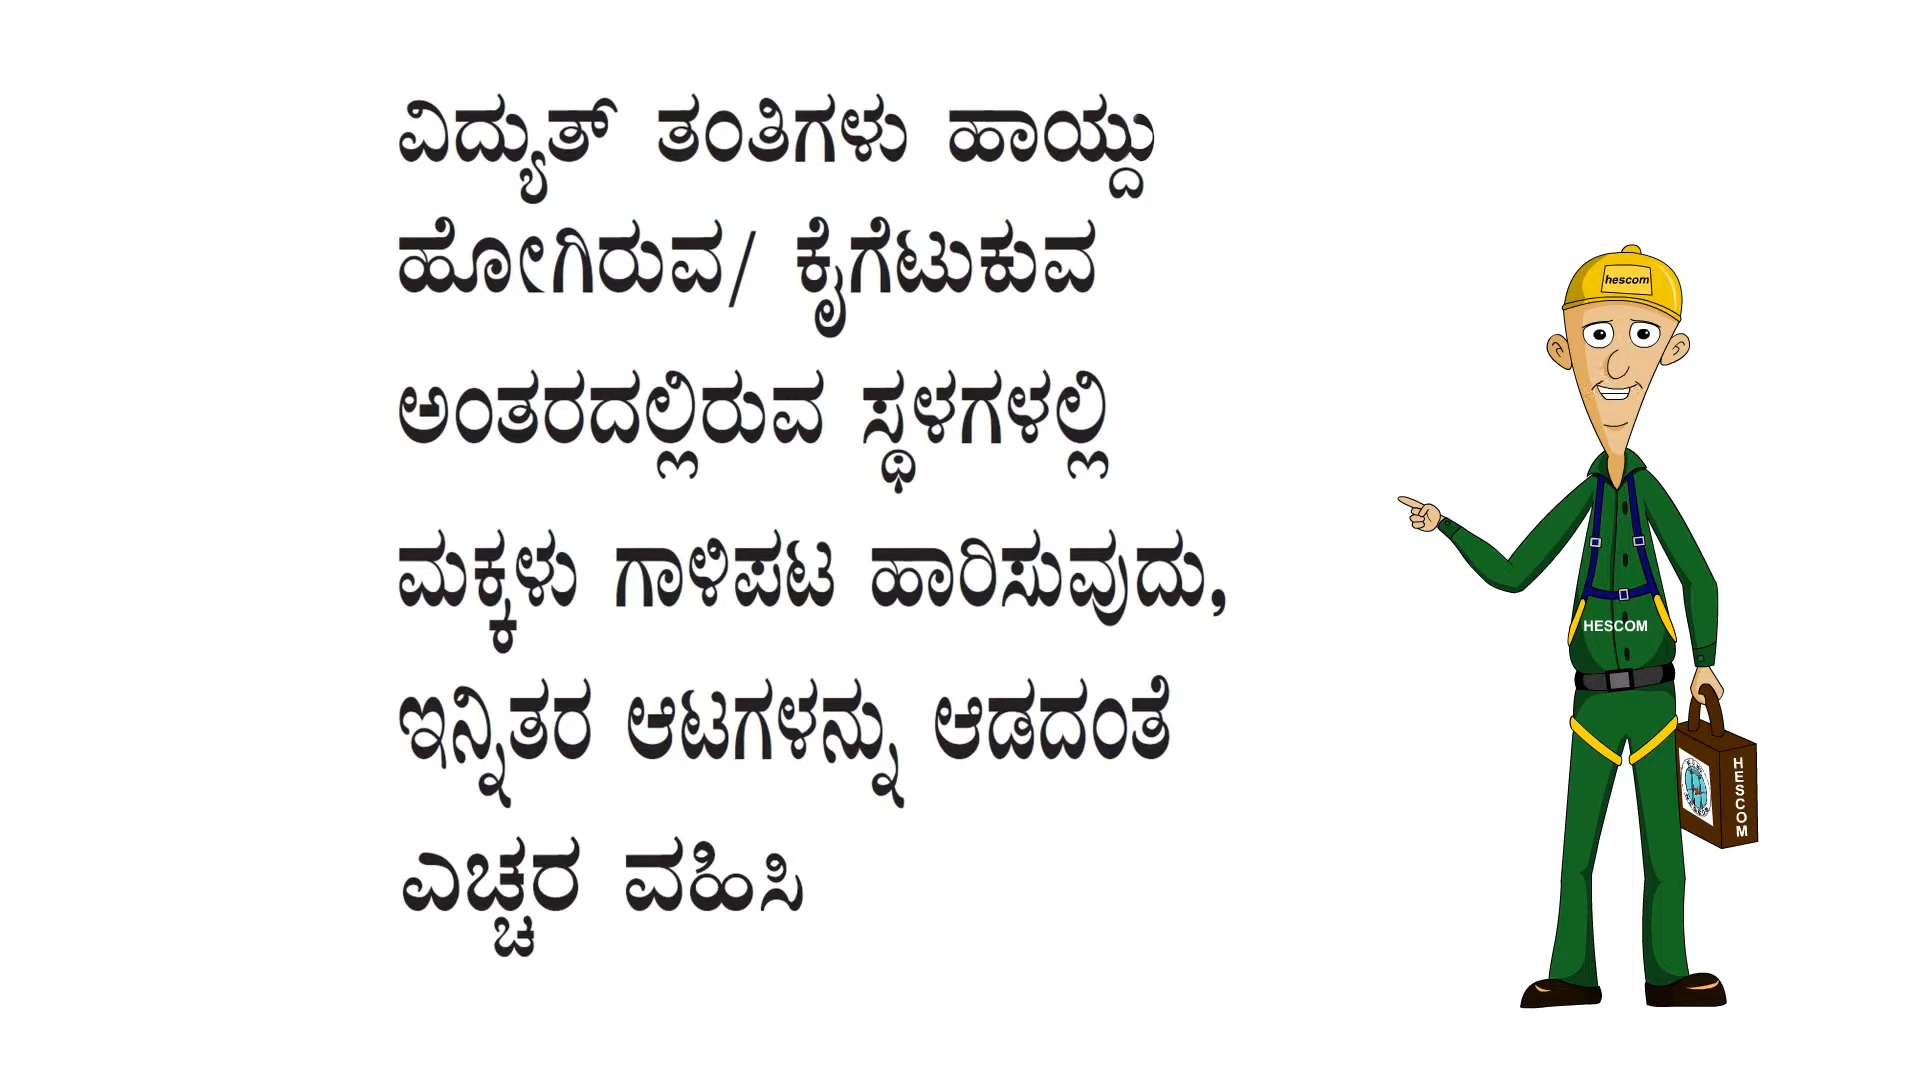 ವಿದ್ಯುತ್ ತಂತಿಗಳು ಹಾಯ್ದು
ಹೋಗಿರುವ/ ಕೈಗೆಟುಕುವ
ಅಂತರದಲ್ಲಿರುವ ಸ್ಥಳಗಳಲ್ಲಿ
ಮಕ್ಕಳು ಗಾಳಿಪಟ ಹಾರಿಸುವುದು,
ಇನ್ನಿತರ ಆಟಗಳನ್ನು ಆಡದಂತೆ
ಎಚ್ಚರ ವಹಿಸಿ
hescom
HESCOM
HESCOM